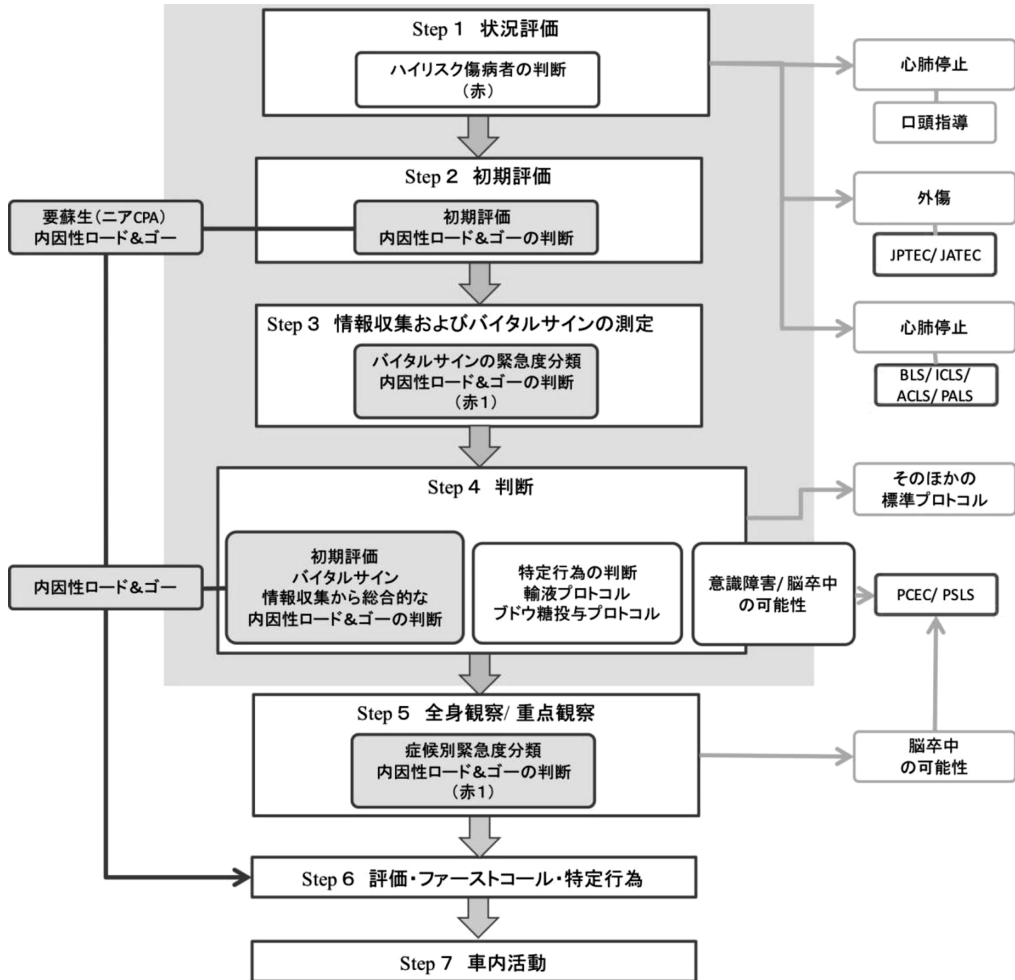 Step 1 状況評価
ハイリスク傷病者の判断
(赤)
心肺停止
口頭指導
Step 2 初期評価
初期評価
内因性ロード&ゴーの判断
要蘇生(ニアCPA)
内因性ロード&ゴー
外傷
JPTEC/ JATEC
Step 3 情報収集およびバイタルサインの測定
バイタルサインの緊急度分類
内因性ロード&ゴーの判断
(赤1)
心肺停止
BLS/ ICLS/
ACLS/ PALS
Step 4 判断
そのほかの
標準プロトコル
内因性ロード&ゴー
初期評価
バイタルサイン
情報収集から総合的な
内因性ロード&ゴーの判断
特定行為の判断
輸液プロトコル
ブドウ糖投与プロトコル
意識障害/ 脳卒中
の可能性
PCEC/ PSLS
Step 5 全身観察/ 重点観察
症候別緊急度分類
内因性ロード&ゴーの判断
(赤1)
脳卒中
の可能性
Step 6 評価・ファーストコール・特定行為
Step 7 車内活動